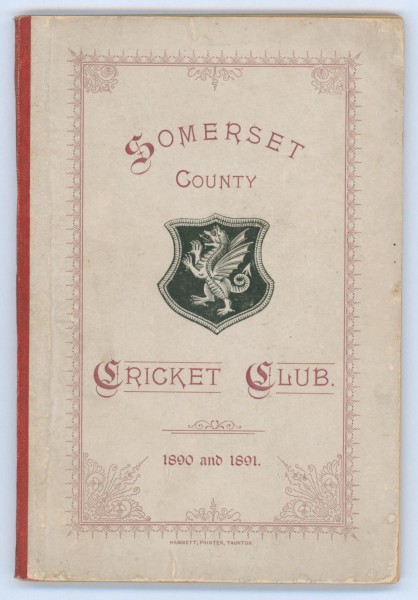 SOMERSET
COUNTY
CRICKET CLUB.
1890 and 1891.
HAMMETT, PRINTER, TAUNTON.